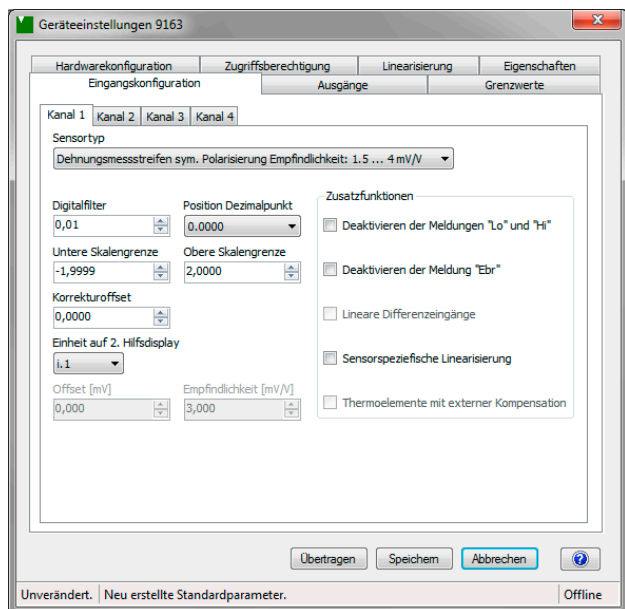 Geräteeinstellungen 9163
Hardwarekonfiguration Zugriffsberechtigung Linearisierung Eigenschaften
Eingangskonfiguration Ausgänge Grenzwerte
Kanal 1 Kanal 2 Kanal 3 Kanal 4
Sensortyp
Dehnungsmessstreifen sym. Polarisierung Empfindlichkeit: 1.5 ... 4 mV/V
Digitalfilter Position Dezimalpunkt
0,01 0.0000
Untere Skalengrenze Obere Skalengrenze
-1,9999 2,0000
Korrekturoffset
0,0000
Einheit auf 2. Hilfsdisplay
i.1
Offset [mV] Empfindlichkeit [mV/V]
0,000 3,000
Zusatzfunktionen
Deaktivieren der Meldungen "Lo" und "Hi"
Deaktivieren der Meldung "Ebr"
Lineare Differenzeingänge
Sensorspeziefische Linearisierung
Thermoelemente mit externer Kompensation
Übertragen Speichern Abbrechen
Unverändert. Neu erstellte Standardparameter. Offline